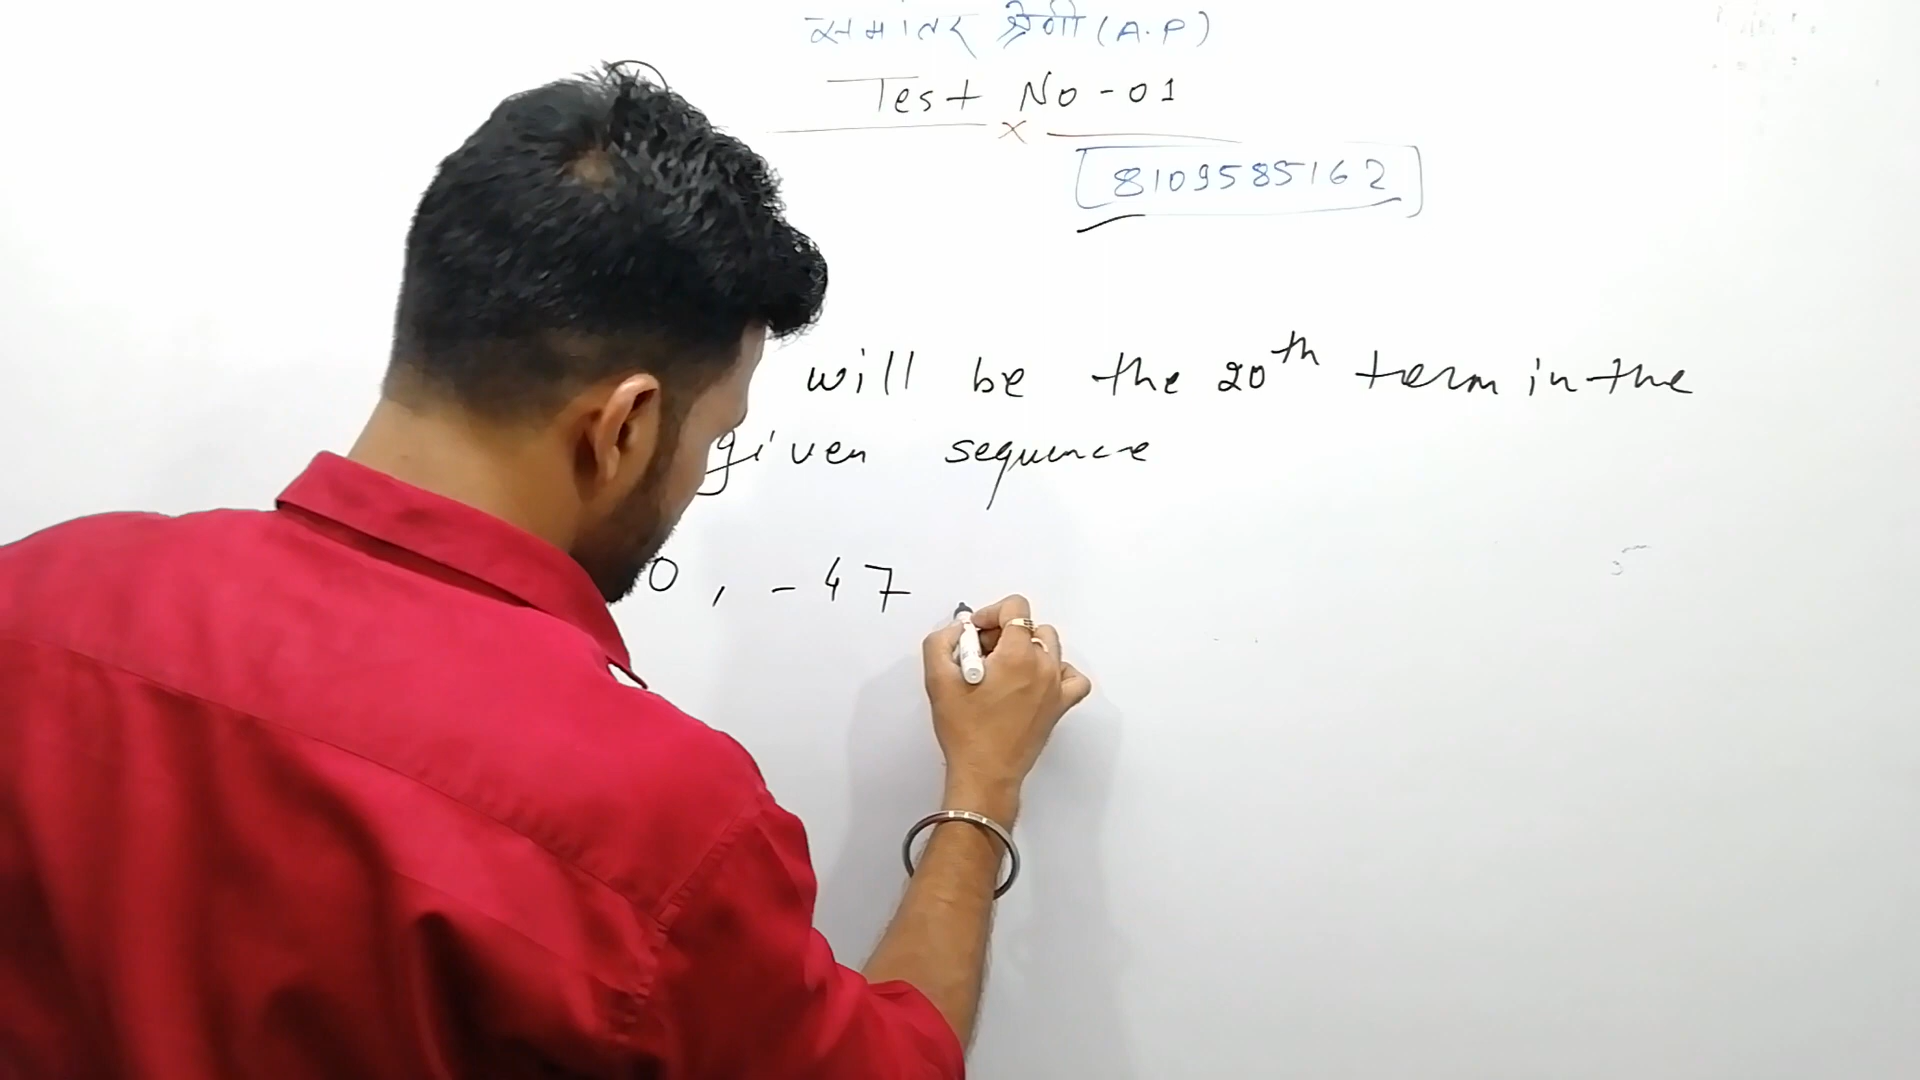 समांतर श्रेणी (A.P)
Test No-01
x
8109585162
will be the 20th term in the
given sequence
0, -47